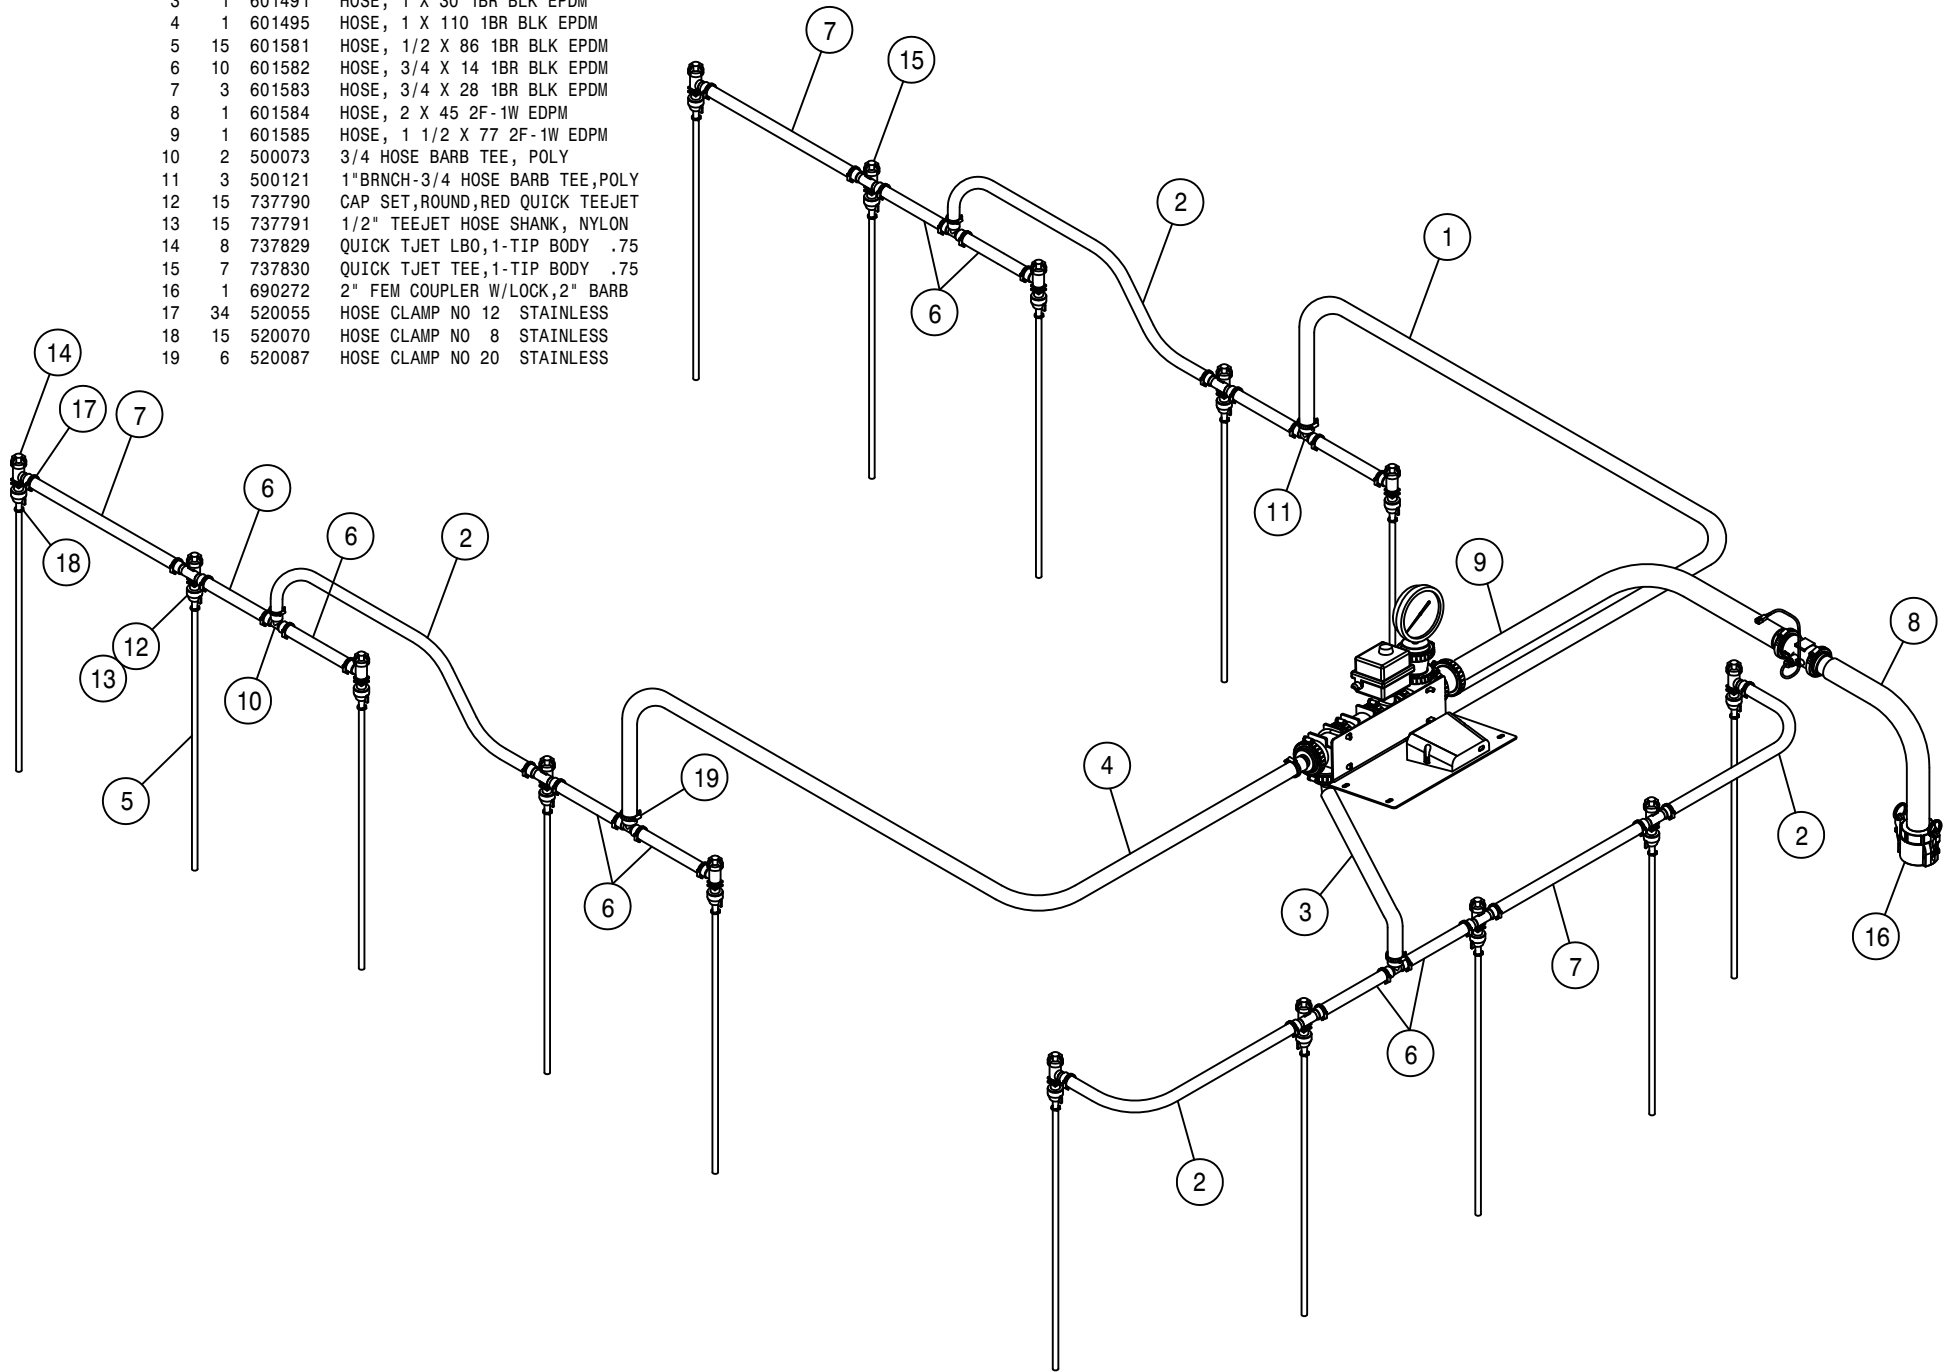 3 1 601491 HOSE, 1 X 30 1BR BLK EPDM
4 1 601495 HOSE, 1 X 110 1BR BLK EPDM
5 15 601581 HOSE, 1/2 X 86 1BR BLK EPDM
6 10 601582 HOSE, 3/4 X 14 1BR BLK EPDM
7 3 601583 HOSE, 3/4 X 28 1BR BLK EPDM
8 1 601584 HOSE, 2 X 45 2F-1W EDPM
9 1 601585 HOSE, 1 1/2 X 77 2F-1W EDPM
10 2 500073 3/4 HOSE BARB TEE, POLY
11 3 500121 1"BRNCH-3/4 HOSE BARB TEE,POLY
12 15 737790 CAP SET,ROUND,RED QUICK TEEJET
13 15 737791 1/2" TEEJET HOSE SHANK, NYLON
14 8 737829 QUICK TJET LBO,1-TIP BODY .75
15 7 737830 QUICK TJET TEE,1-TIP BODY .75
16 1 690272 2" FEM COUPLER W/LOCK,2" BARB
17 34 520055 HOSE CLAMP NO 12 STAINLESS
18 15 520070 HOSE CLAMP NO 8 STAINLESS
19 6 520087 HOSE CLAMP NO 20 STAINLESS
7
15
2
1
6
11
14
17
7
6
6
2
18
12
13
10
5
19
6
4
9
8
2
3
7
16
6
2